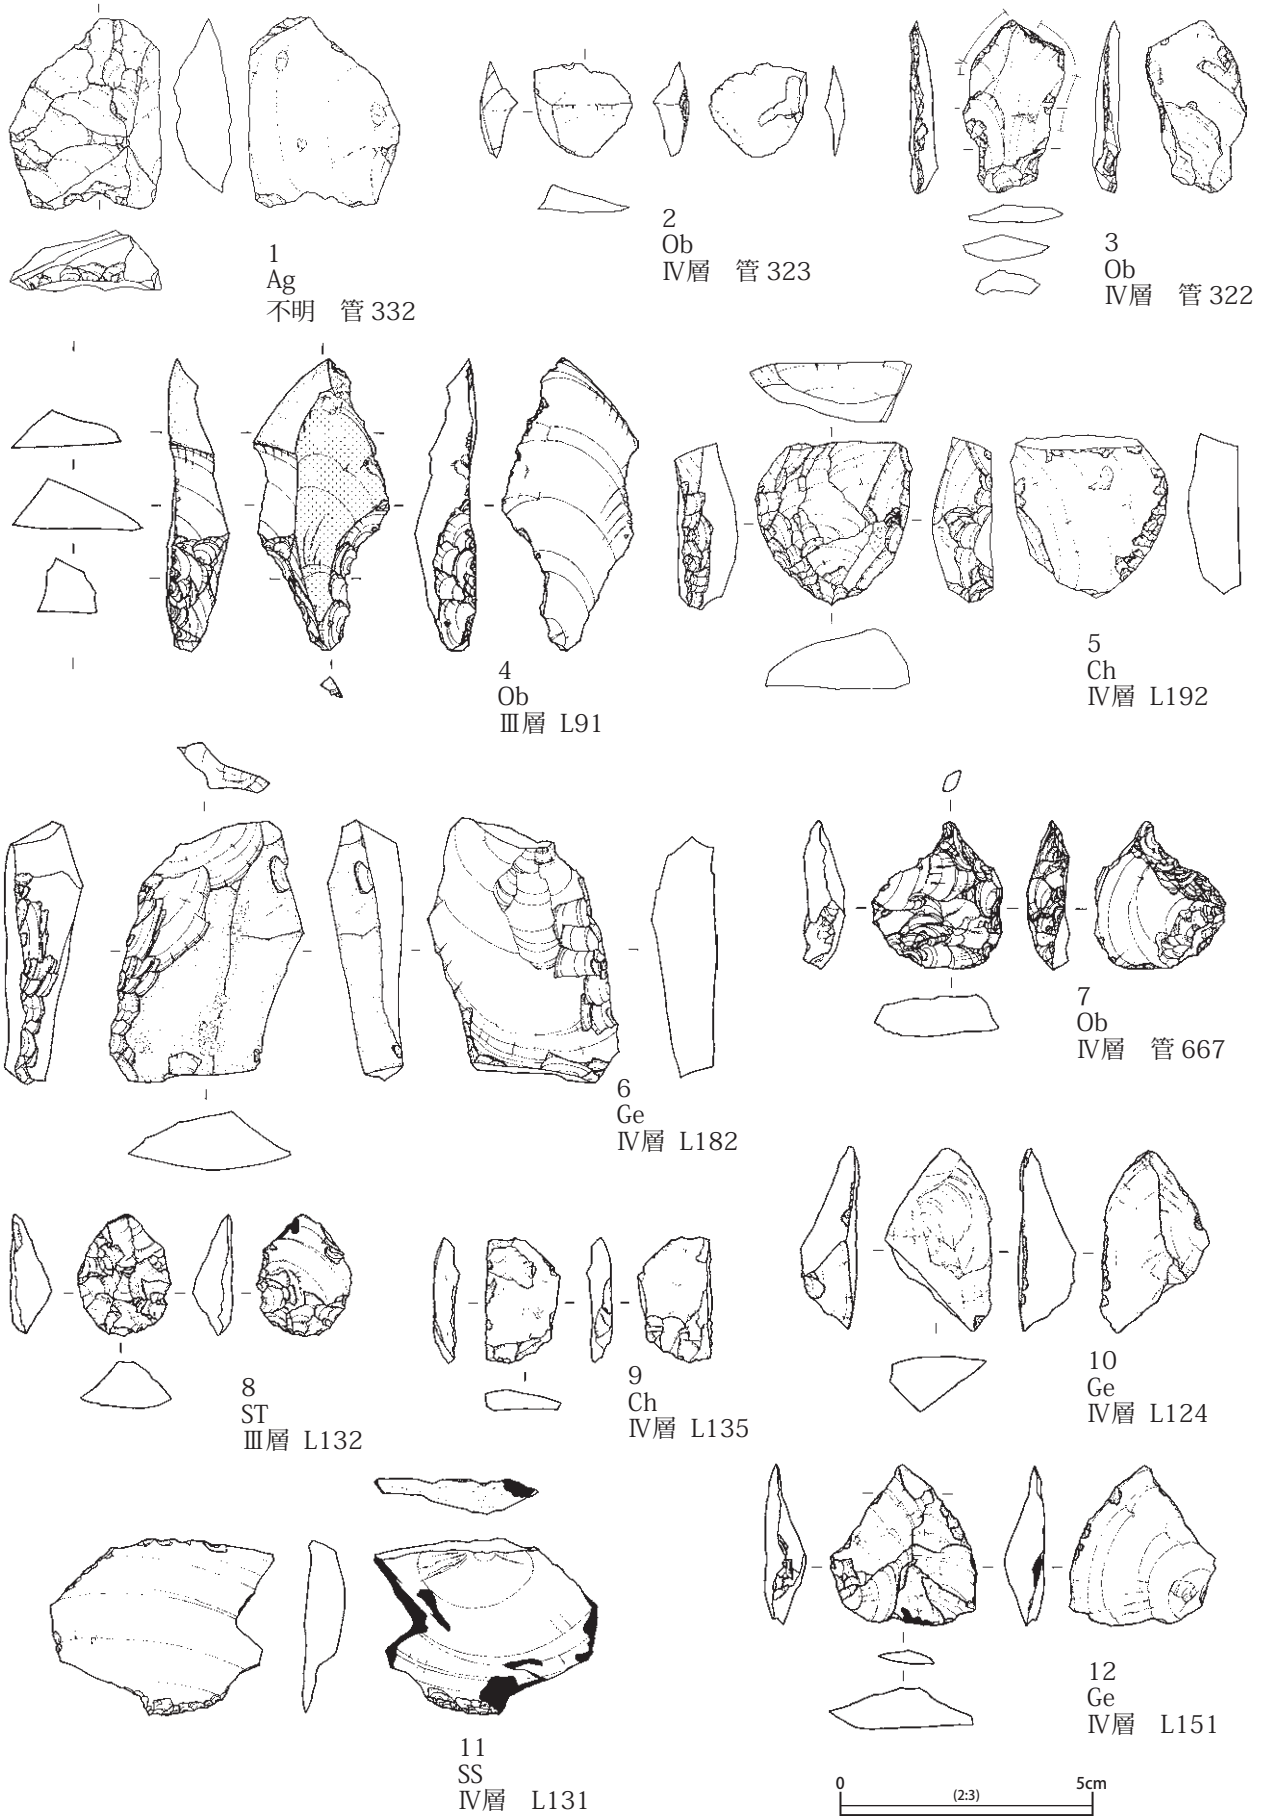 1
Ag
不明　管 332
2
Ob
Ⅳ層　管 323
3
Ob
Ⅳ層　管 322
4
Ob
Ⅲ層 L91
5
Ch
Ⅳ層 L192
6
Ge
Ⅳ層 L182
7
Ob
Ⅳ層　管 667
8
ST
Ⅲ層 L132
9
Ch
Ⅳ層 L135
10
Ge
Ⅳ層 L124
11
SS
Ⅳ層　L131
12
Ge
Ⅳ層　L151
0 (2:3) 5cm